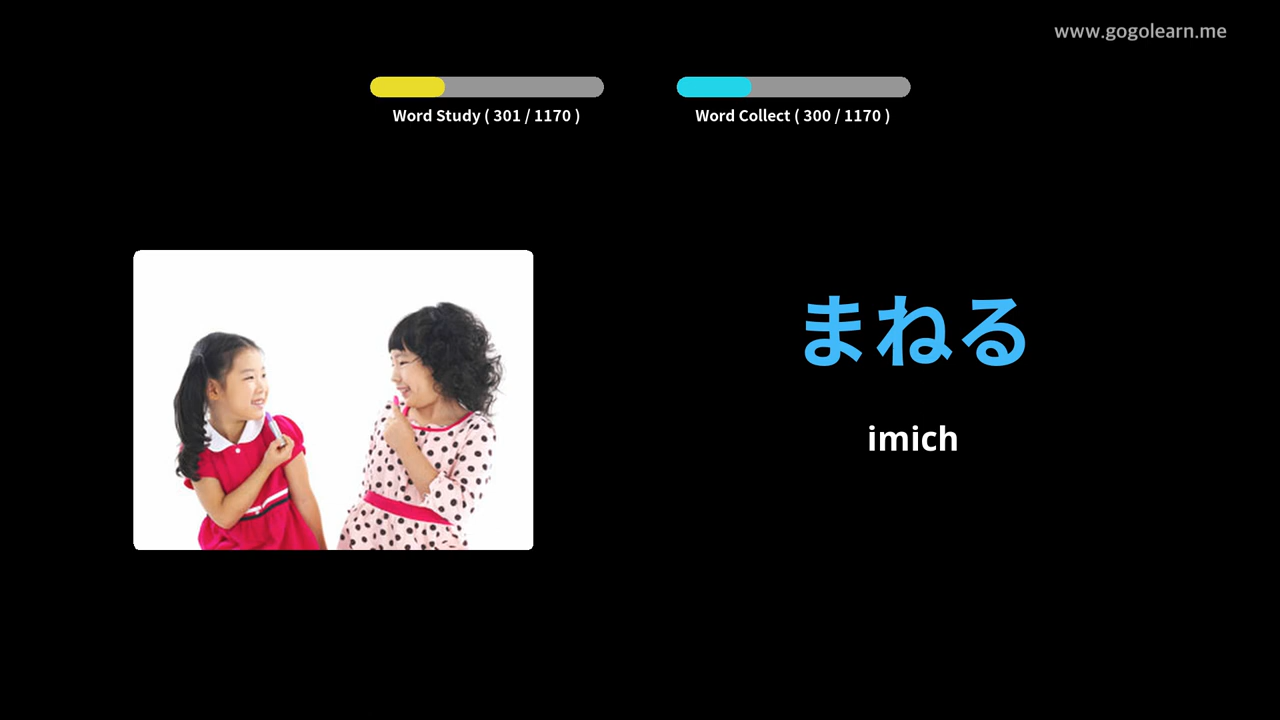 www.gogolearn.me
Word Study ( 301 / 1170 )
Word Collect ( 300 / 1170 )
まねる
imich